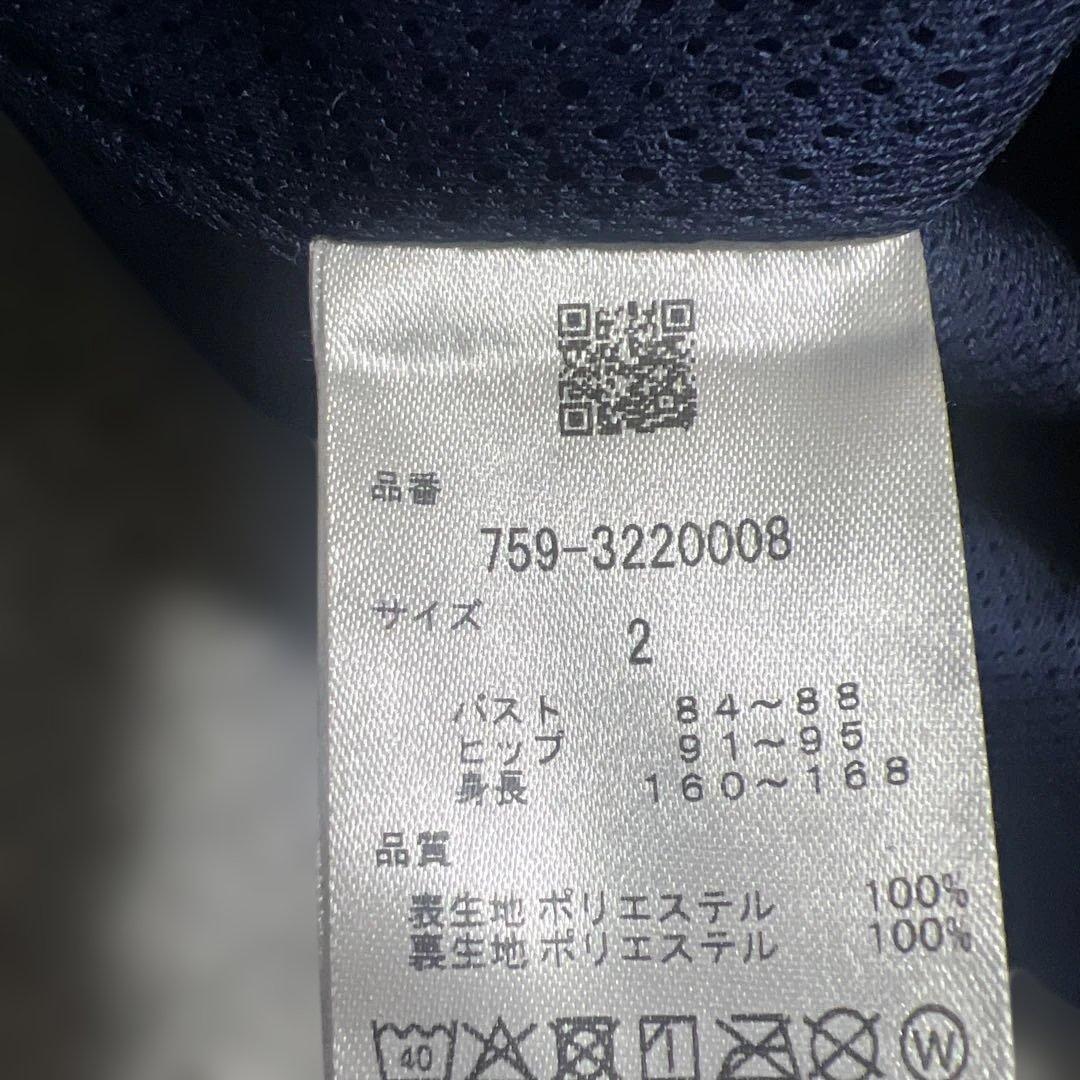 品番
759-3220008
サイズ
2
バスト 84～88
ヒップ 91～95
身長 160～168
品質
表生地 ポリエステル 100%
裏生地 ポリエステル 100%
40
W